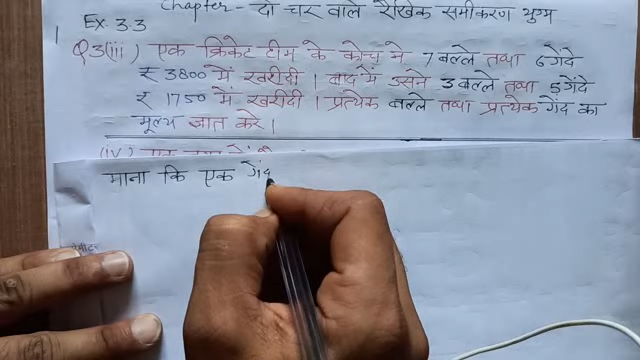 Chapter - दो चर वाले रैखिक समीकरण युग्म
Ex 3.3
Q3(iii) एक क्रिकेट टीम के कोच ने 7 बल्ले तथा 6 गेंदे
₹ 3800 में खरीदी । बाद में उसने 3 बल्ले तथा 5 गेंदे
₹ 1750 में खरीदी । प्रत्येक बल्ले तथा प्रत्येक गेंद का
मूल्य ज्ञात करे ।
(iv)
माना कि एक गेंद